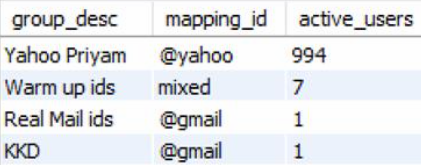 group_desc mapping_id active_users
Yahoo Priyam @yahoo 994
Warm up ids mixed 7
Real Mail ids @gmail 1
KKD @gmail 1